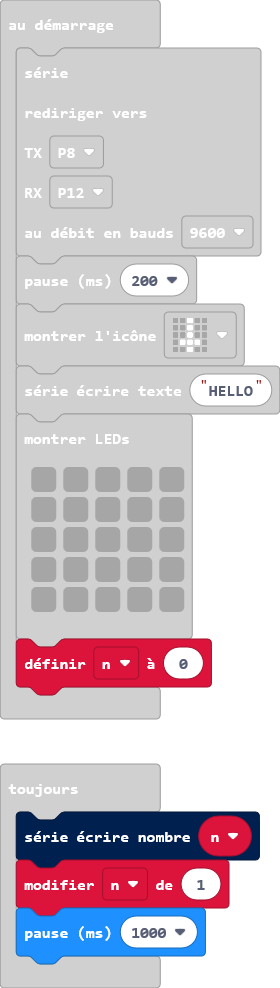 au démarrage
série
rediriger vers
TX P8
RX P12
au débit en bauds 9600
pause (ms) 200
montrer l'icône
série écrire texte "HELLO"
montrer LEDs
définir n à 0
toujours
série écrire nombre n
modifier n de 1
pause (ms) 1000